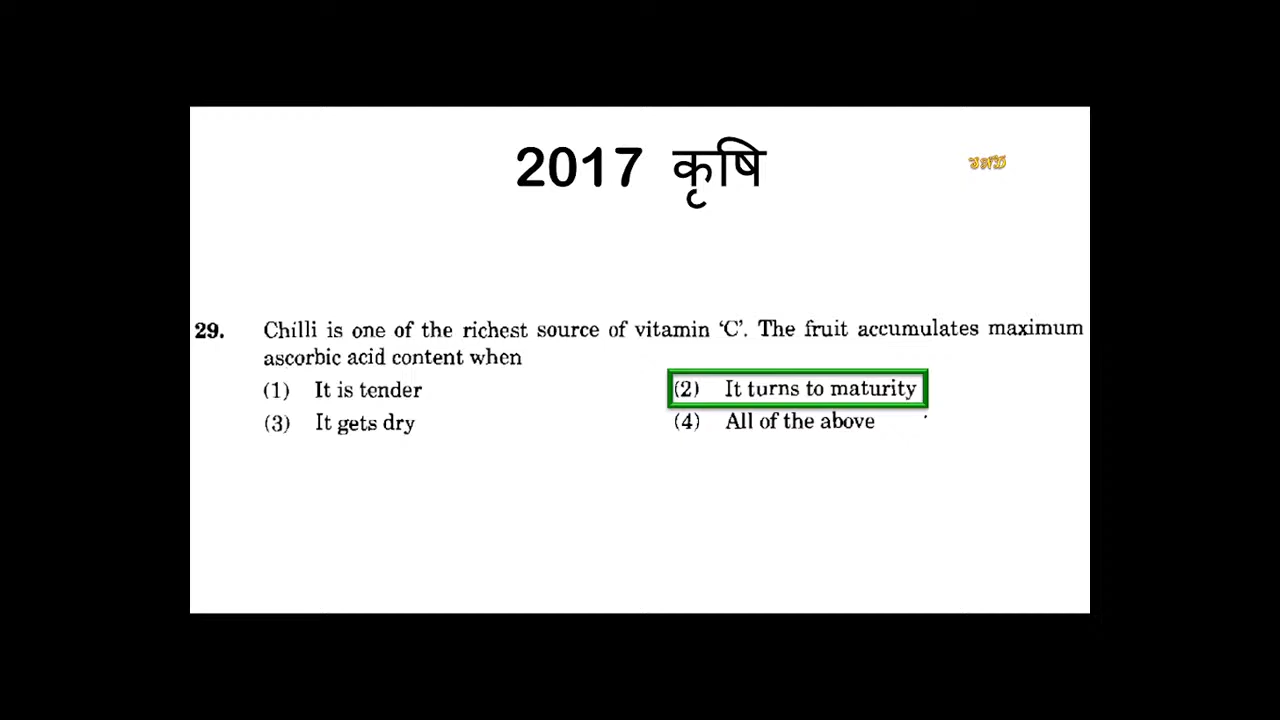 2017 कृषि
29. Chilli is one of the richest source of vitamin ‘C’. The fruit accumulates maximum
ascorbic acid content when
(1) It is tender (2) It turns to maturity
(3) It gets dry (4) All of the above